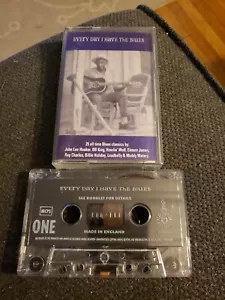 EVERY DAY I HAVE THE BLUES
25 all time Blues classics by
John Lee Hooker, BB King, Howlin' Wolf, Elmore James,
Ray Charles, Billie Holiday, Leadbelly & Muddy Waters
EVERY DAY I HAVE THE BLUES
SEE BOOKLET FOR DETAILS
MCPS
ONE
MADE IN ENGLAND